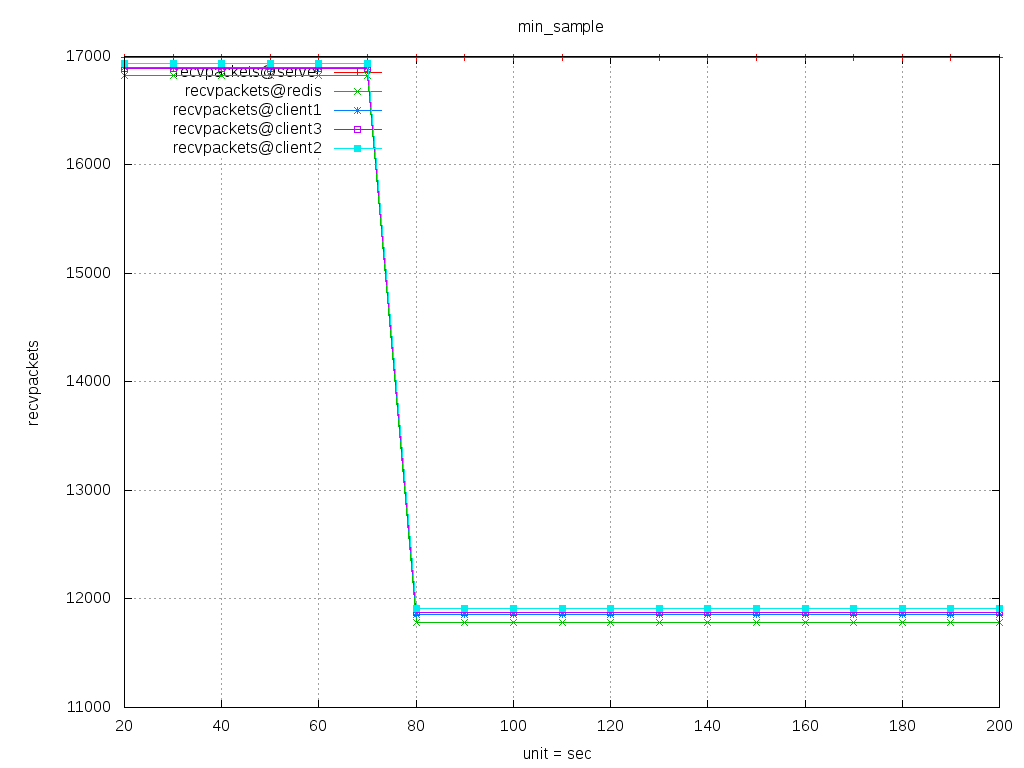 min_sample
17000
16000
15000
14000
13000
12000
11000
recvpackets@server
recvpackets@redis
recvpackets@client1
recvpackets@client3
recvpackets@client2
recvpackets
20 40 60 80 100 120 140 160 180 200
unit = sec